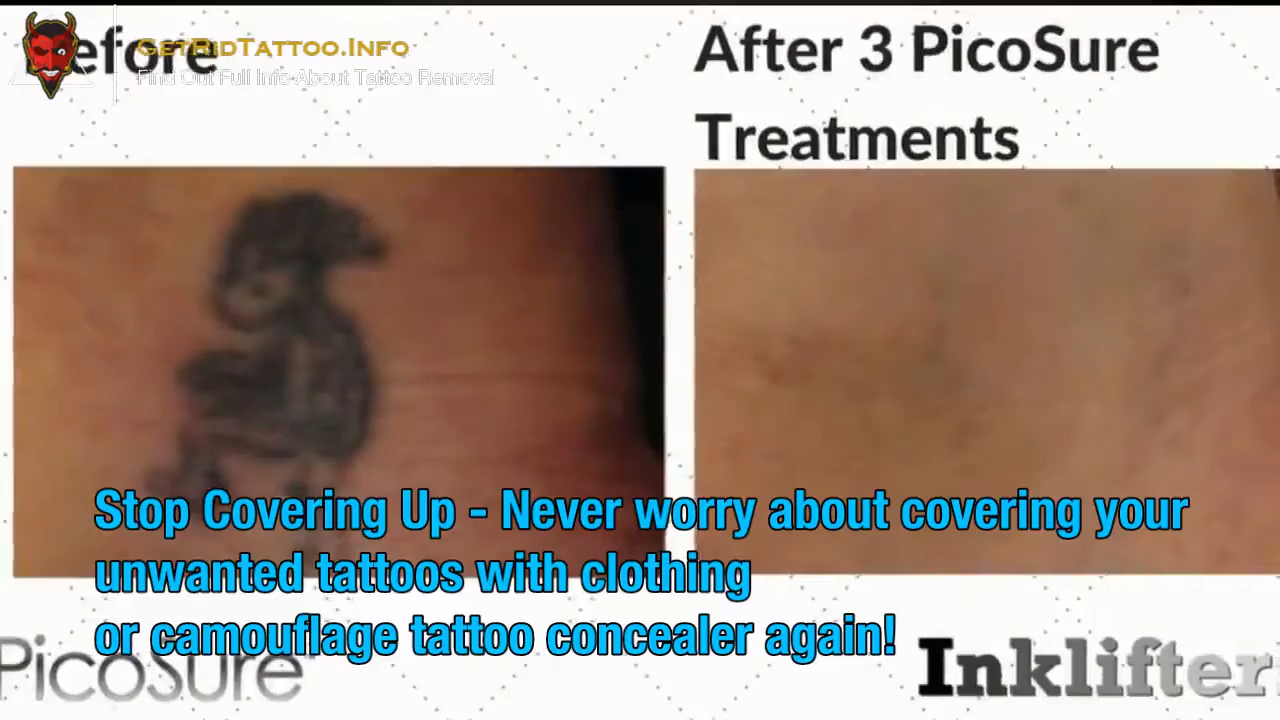 efore
GetRidTattoo.Info
Find Out Full Info About Tattoo Removal
After 3 PicoSure
Treatments
Stop Covering Up - Never worry about covering your
unwanted tattoos with clothing
or camouflage tattoo concealer again!
PicoSure
Inklifters